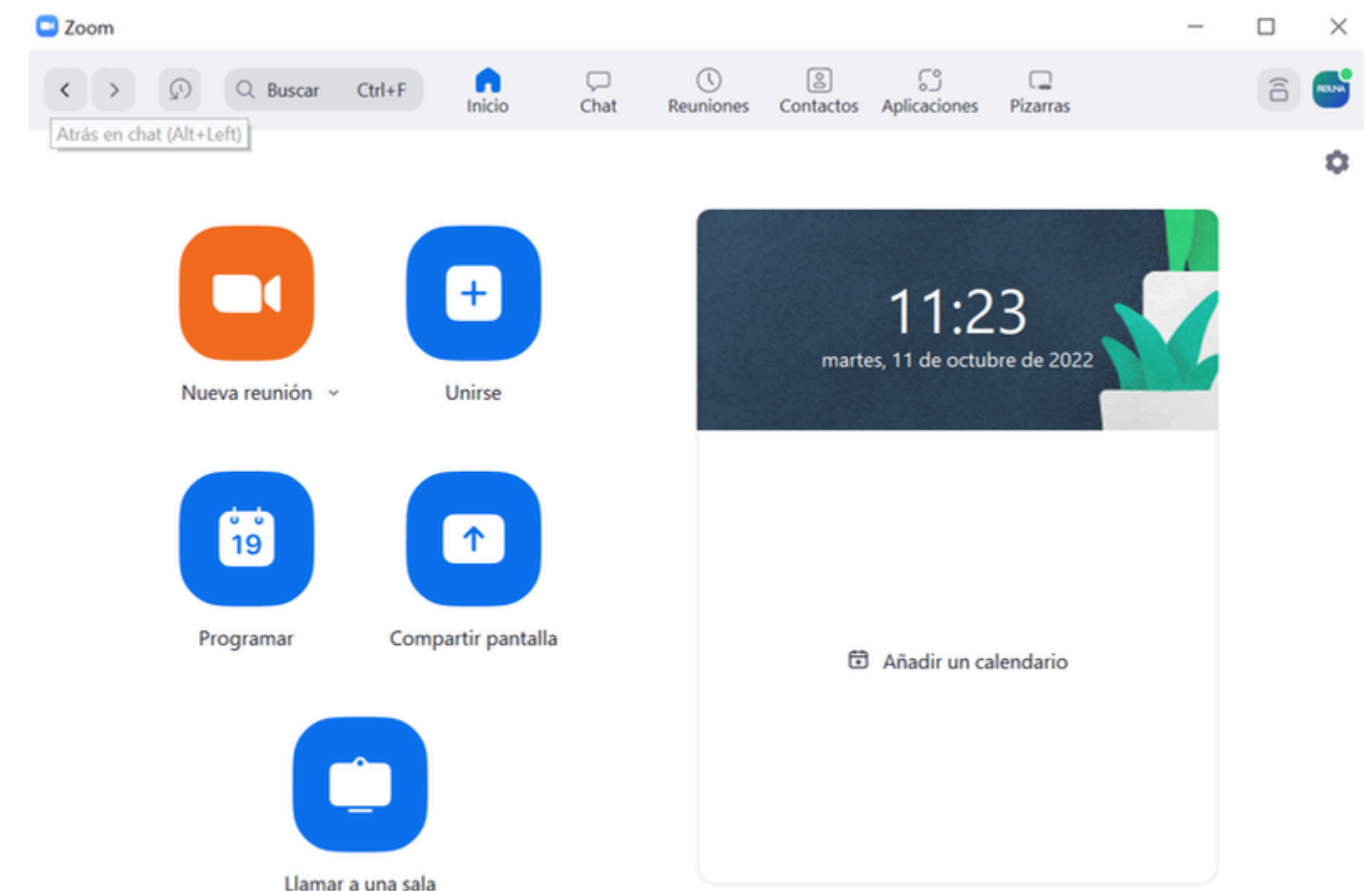 Zoom
Buscar Ctrl+F
Inicio
Chat
Reuniones
Contactos
Aplicaciones
Pizarras
Atrás en chat (Alt+Left)
11:23
martes, 11 de octubre de 2022
Nueva reunión
Unirse
19
Programar
Compartir pantalla
Añadir un calendario
Llamar a una sala